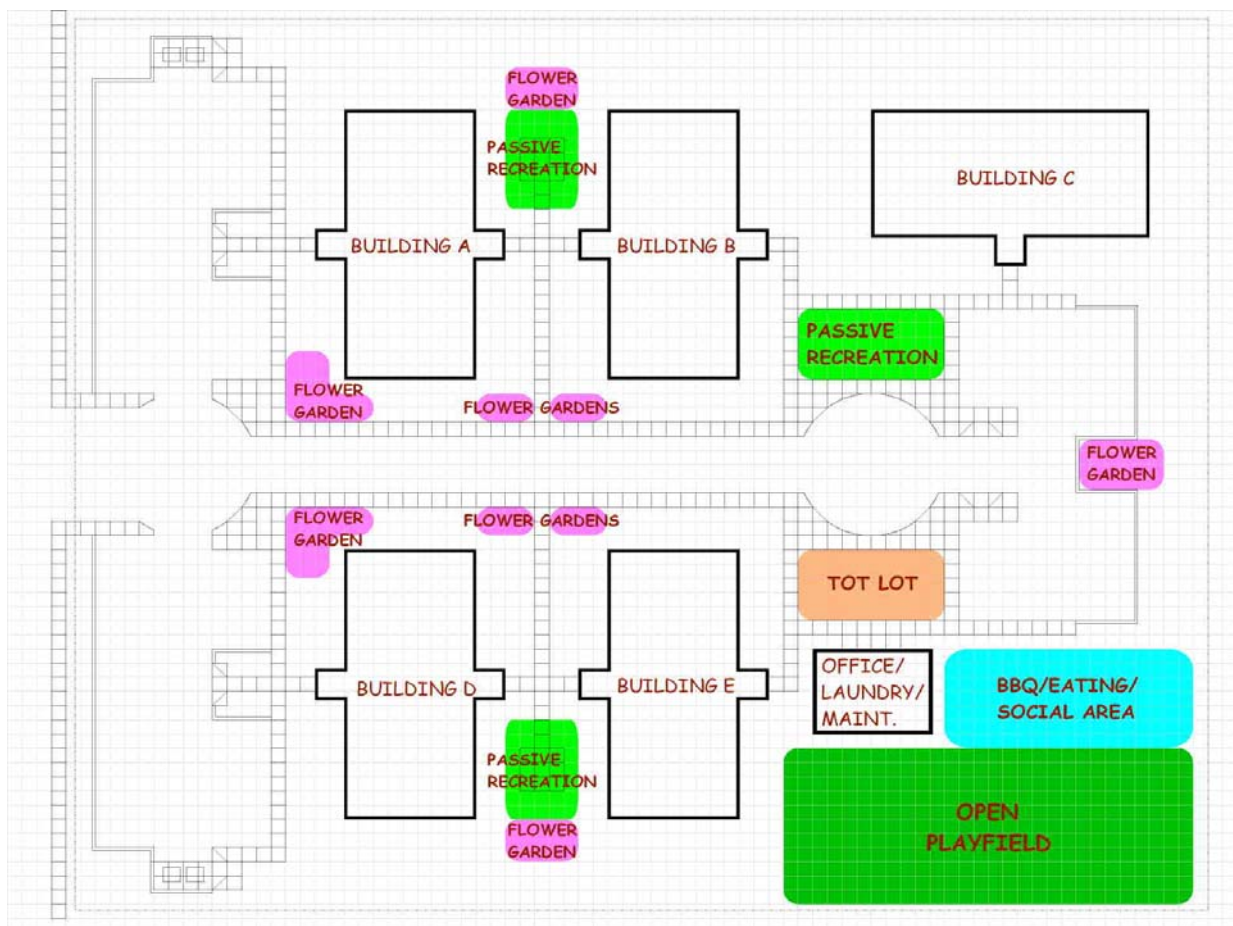 FLOWER
GARDEN
PASSIVE
RECREATION
BUILDING A
BUILDING B
BUILDING C
PASSIVE
RECREATION
FLOWER
GARDEN
FLOWER GARDENS
FLOWER
GARDEN
FLOWER
GARDEN
FLOWER GARDENS
TOT LOT
BUILDING D
BUILDING E
OFFICE/
LAUNDRY/
MAINT.
BBQ/EATING/
SOCIAL AREA
PASSIVE
RECREATION
FLOWER
GARDEN
OPEN
PLAYFIELD